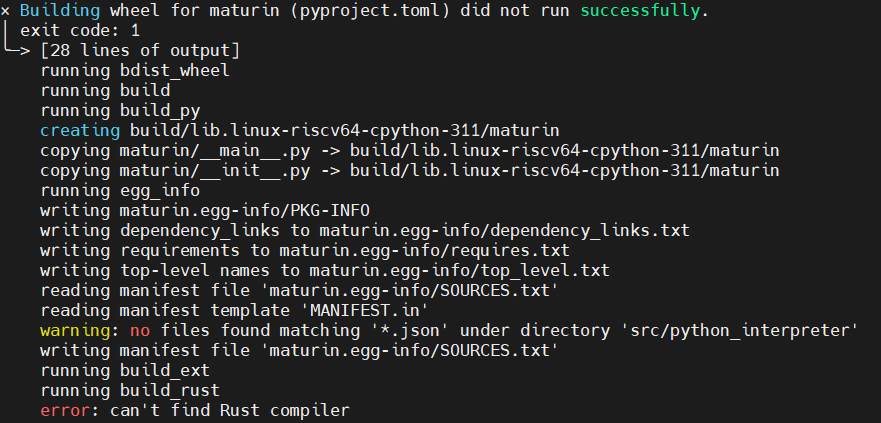 × Building wheel for maturin (pyproject.toml) did not run successfully.
│ exit code: 1
╰─> [28 lines of output]
running bdist_wheel
running build
running build_py
creating build/lib.linux-riscv64-cpython-311/maturin
copying maturin/__main__.py -> build/lib.linux-riscv64-cpython-311/maturin
copying maturin/__init__.py -> build/lib.linux-riscv64-cpython-311/maturin
running egg_info
writing maturin.egg-info/PKG-INFO
writing dependency_links to maturin.egg-info/dependency_links.txt
writing requirements to maturin.egg-info/requires.txt
writing top-level names to maturin.egg-info/top_level.txt
reading manifest file 'maturin.egg-info/SOURCES.txt'
reading manifest template 'MANIFEST.in'
warning: no files found matching '*.json' under directory 'src/python_interpreter'
writing manifest file 'maturin.egg-info/SOURCES.txt'
running build_ext
running build_rust
error: can't find Rust compiler